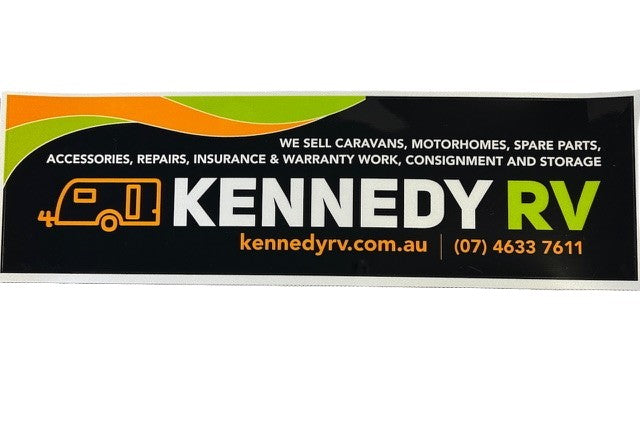 WE SELL CARAVANS, MOTORHOMES, SPARE PARTS,
ACCESSORIES, REPAIRS, INSURANCE & WARRANTY WORK, CONSIGNMENT AND STORAGE
KENNEDY RV
kennedyrv.com.au | (07) 4633 7611